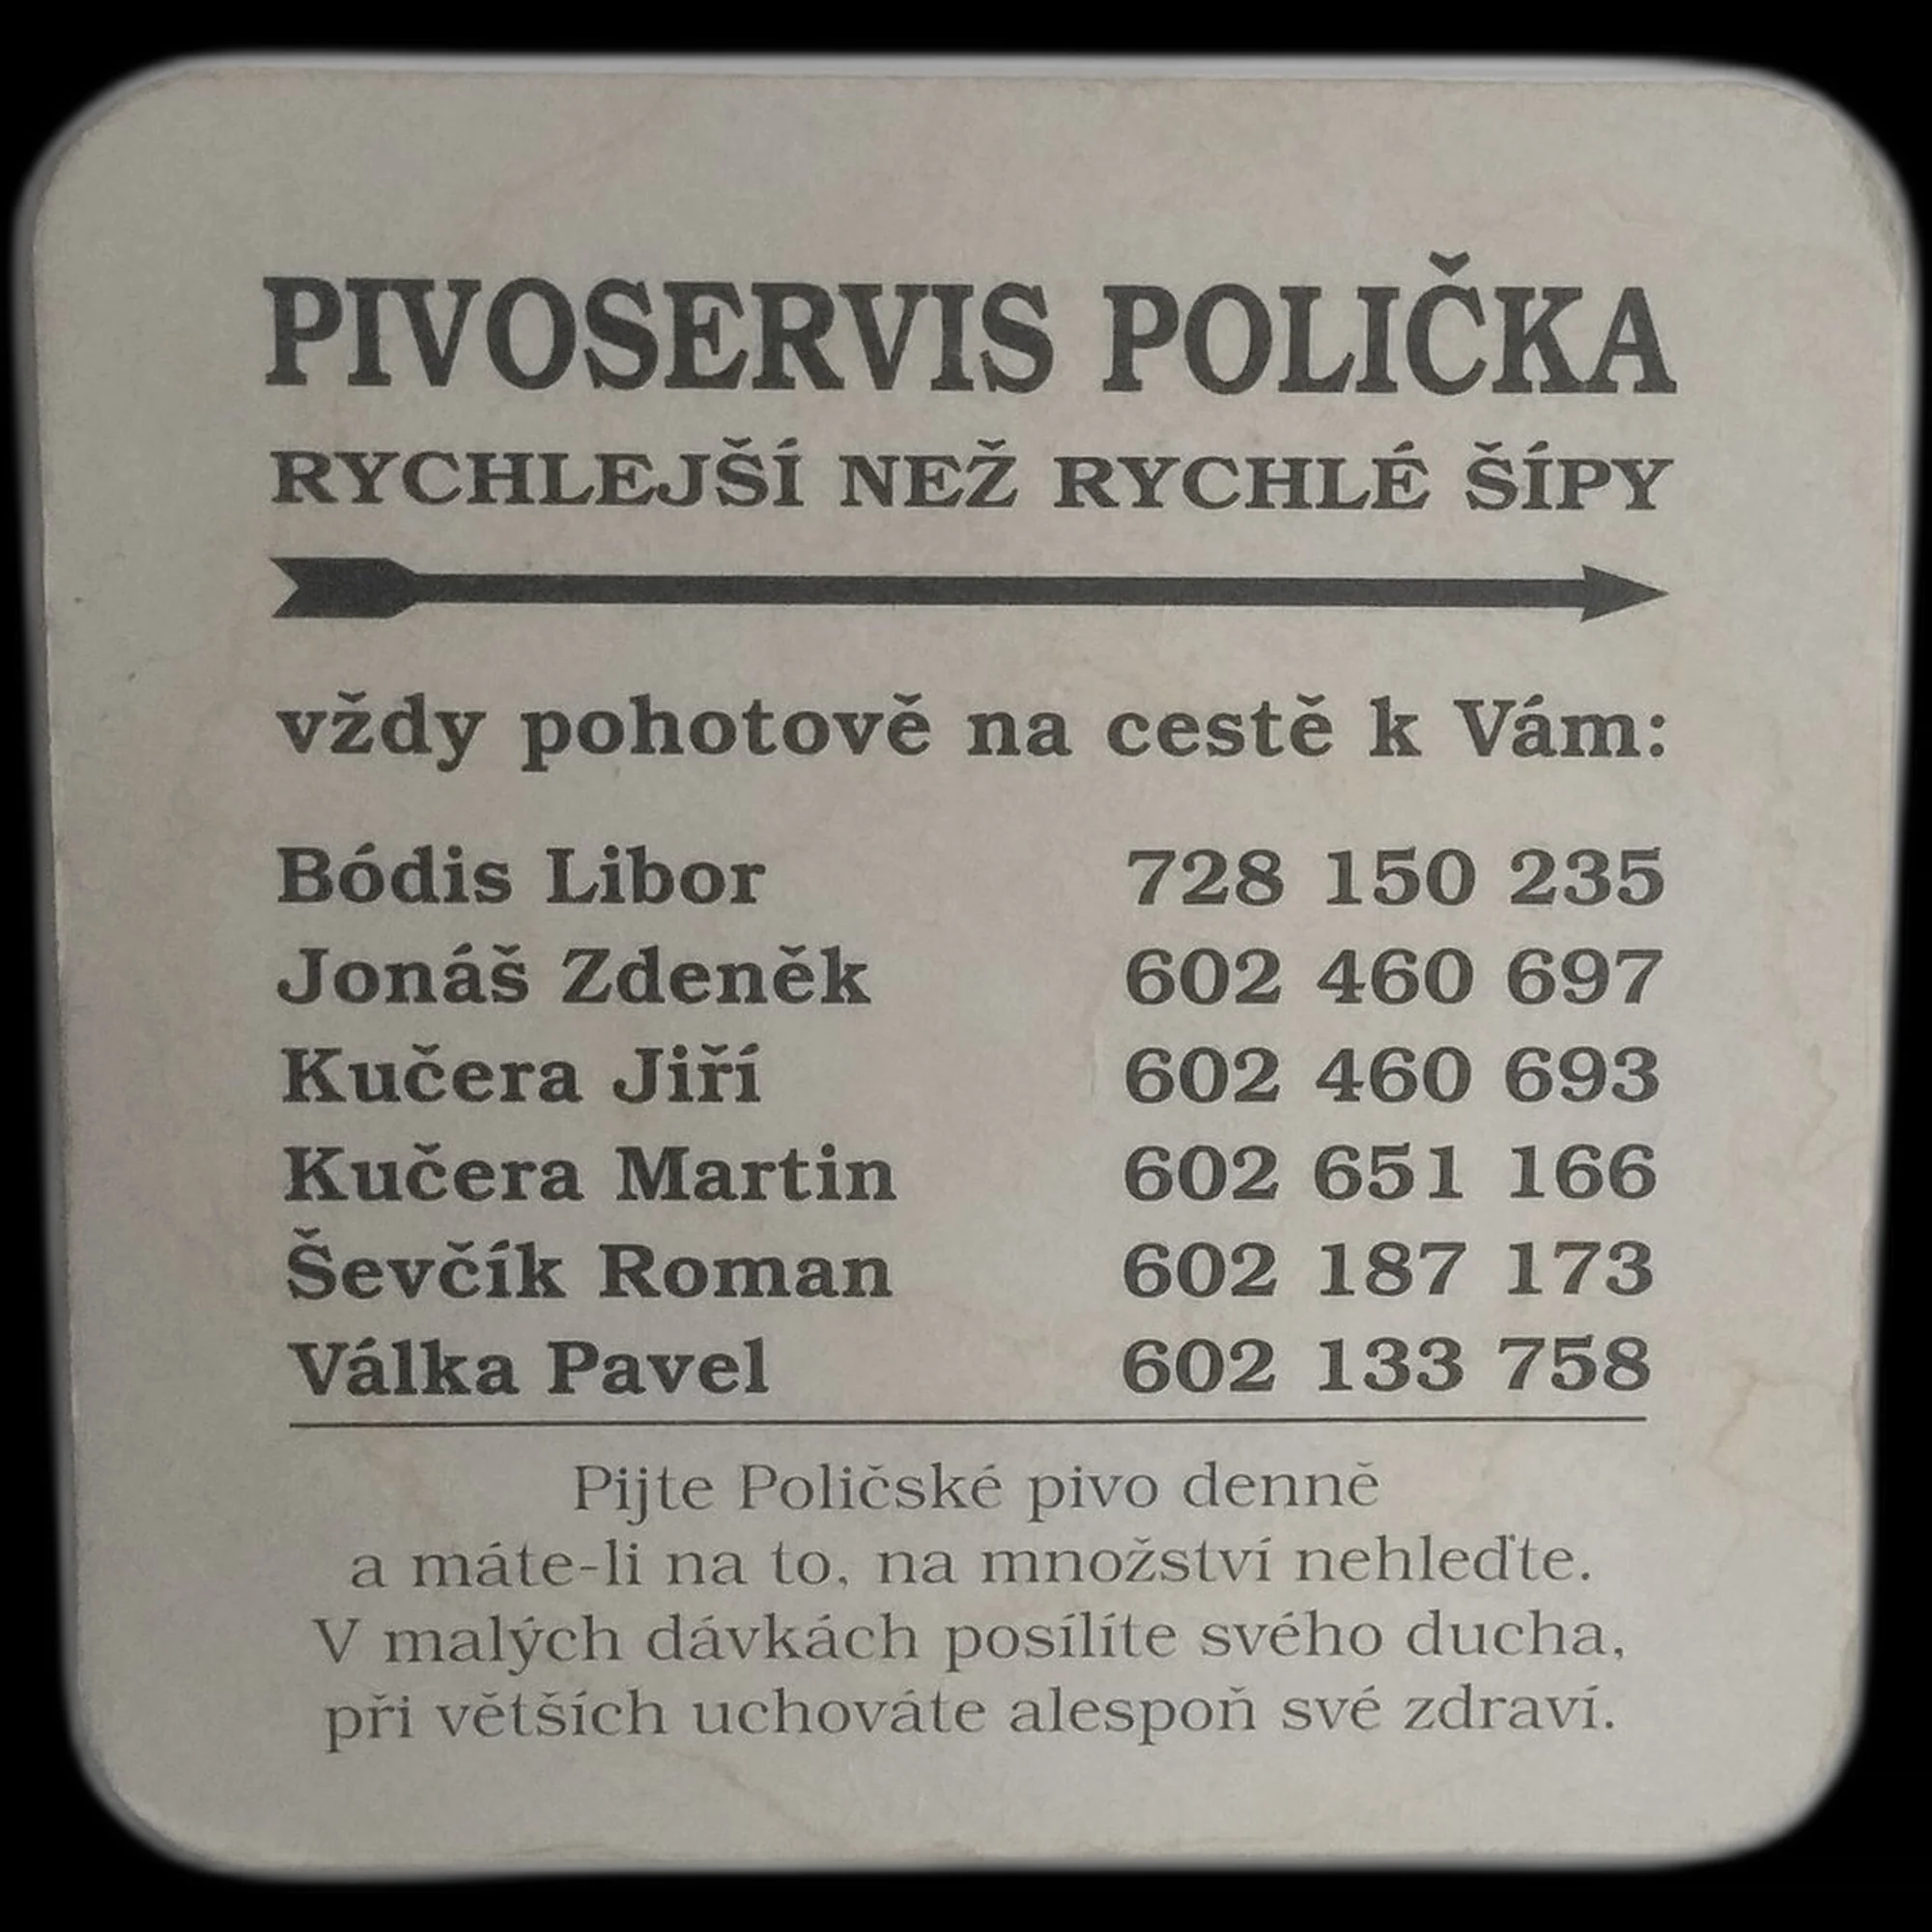 PIVOSERVIS POLIČKA
RYCHLEJŠÍ NEŽ RYCHLÉ ŠÍPY
vždy pohotově na cestě k Vám:
Bódis Libor 728 150 235
Jonáš Zdeněk 602 460 697
Kučera Jiří 602 460 693
Kučera Martin 602 651 166
Ševčík Roman 602 187 173
Válka Pavel 602 133 758
Pijte Poličské pivo denně
a máte-li na to, na množství nehleďte.
V malých dávkách posílíte svého ducha,
při větších uchováte alespoň své zdraví.